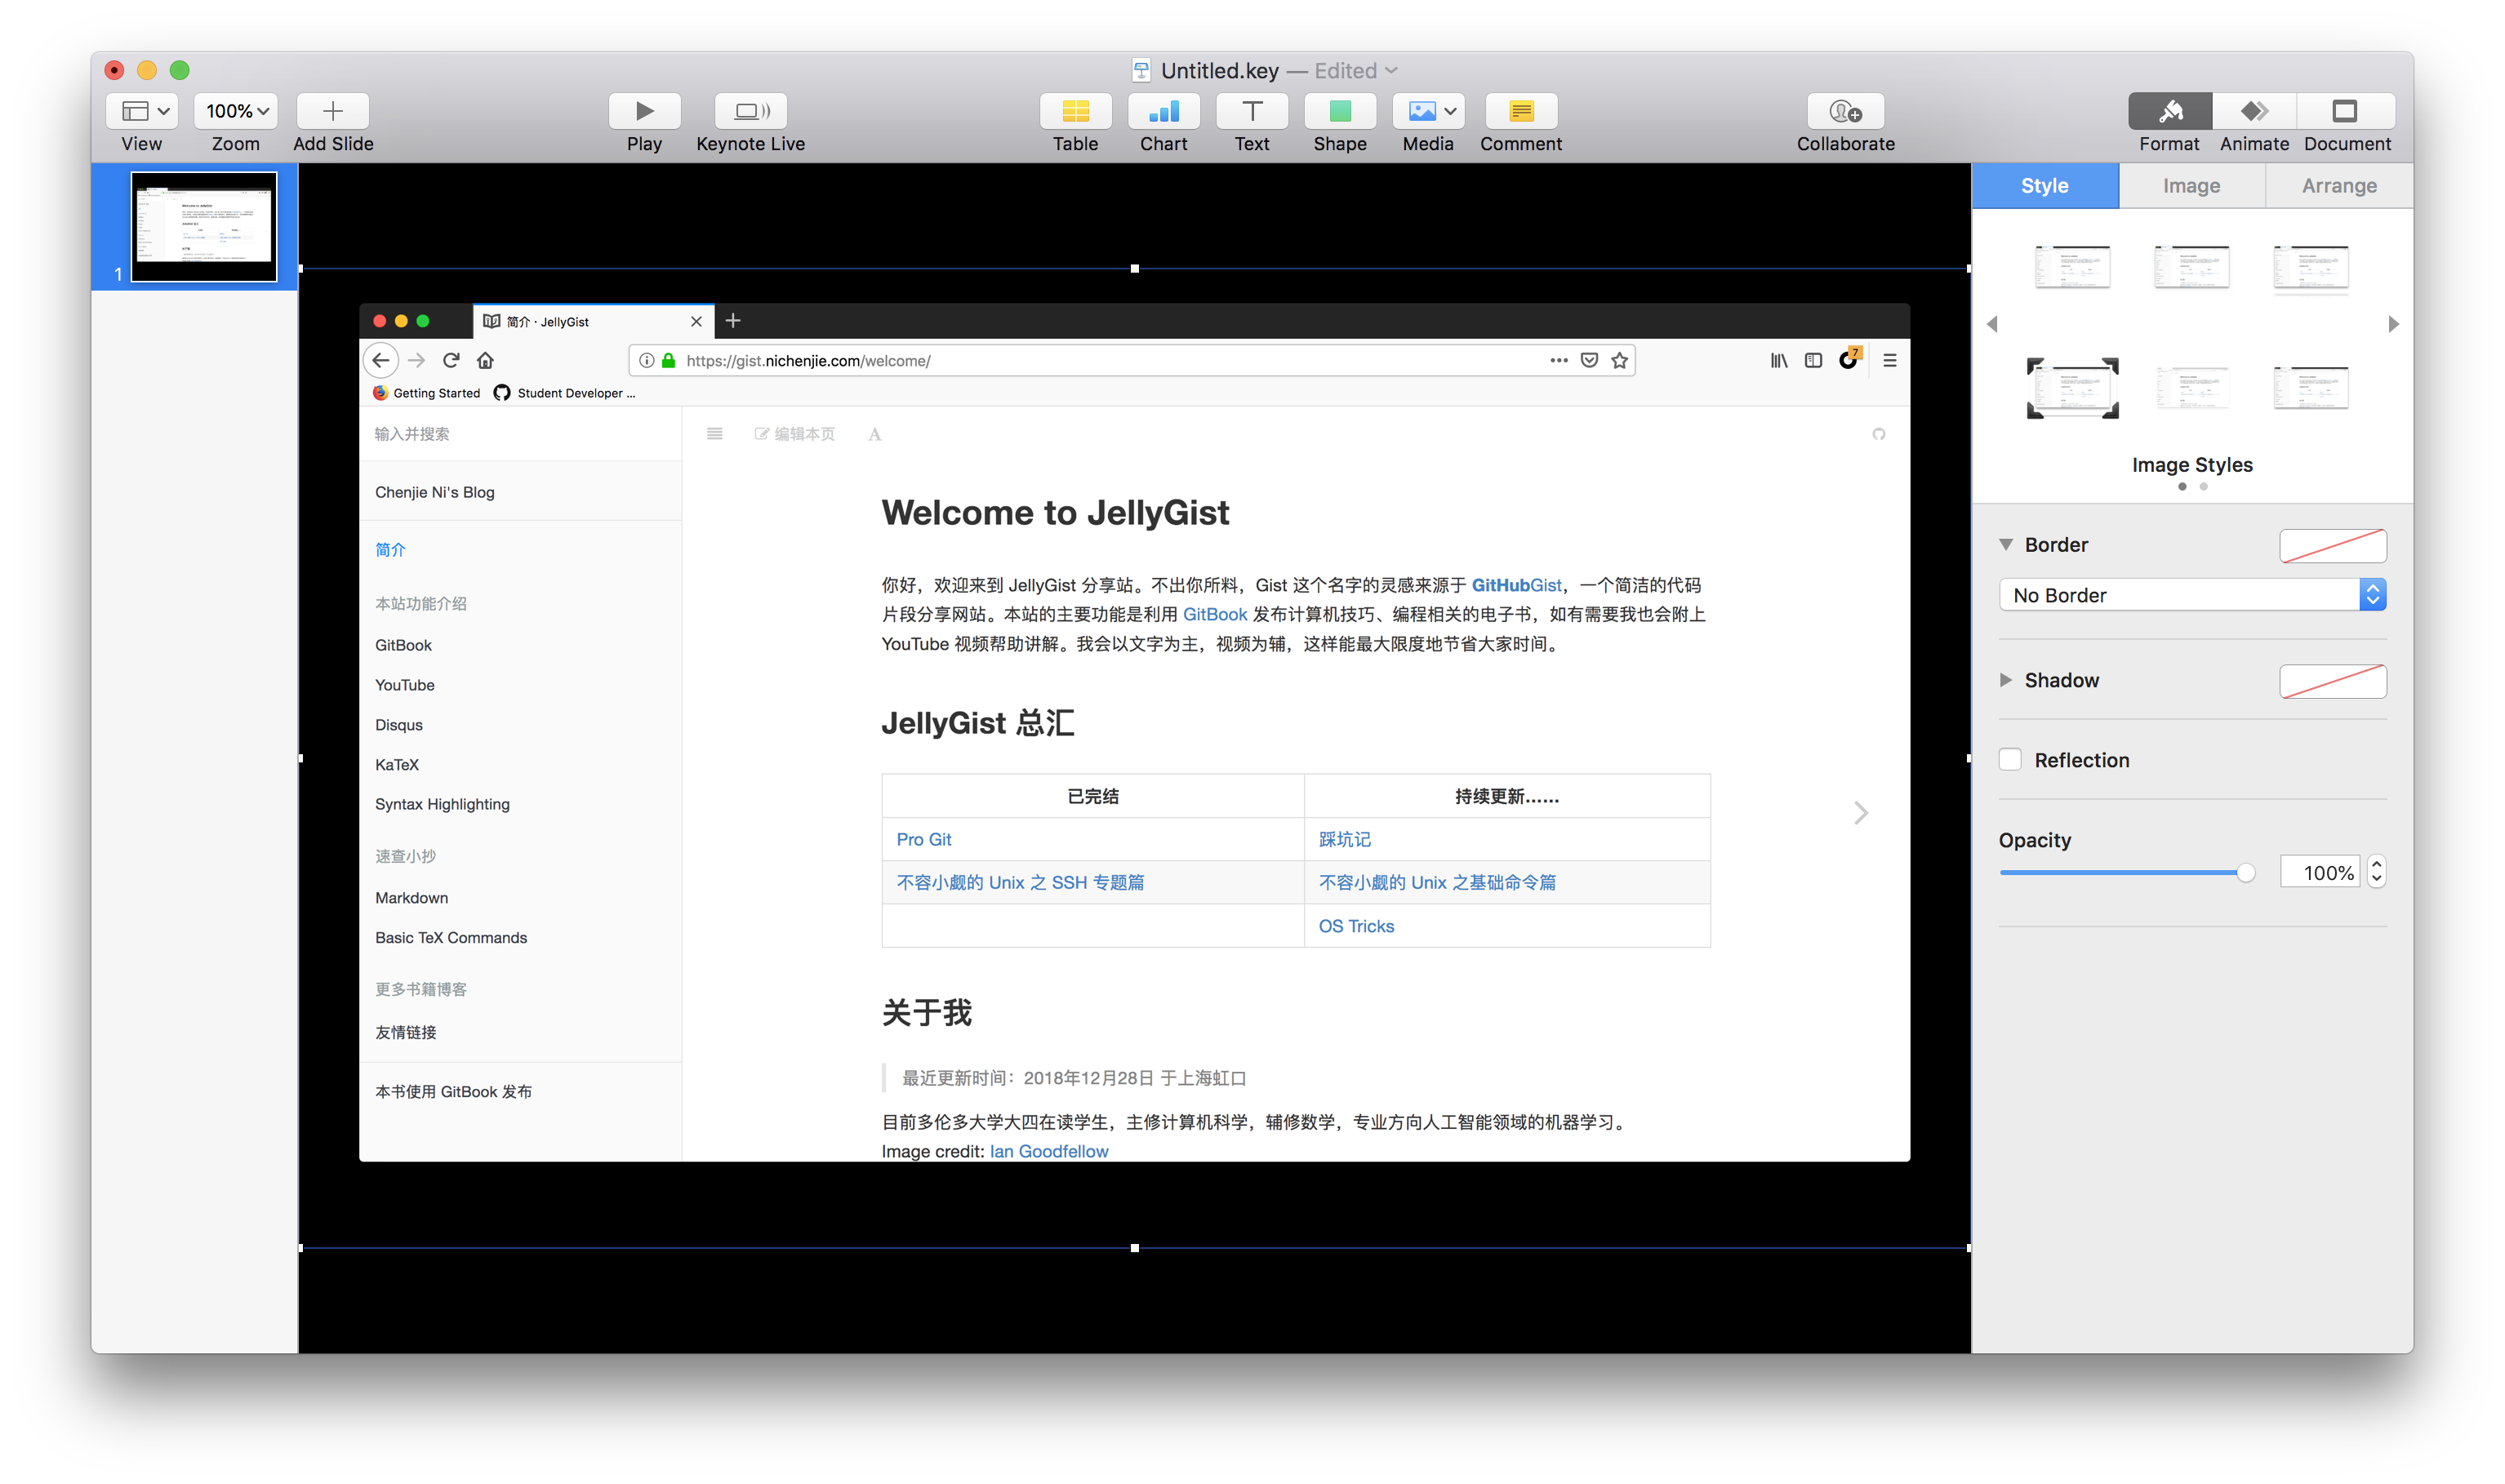 Untitled.key — Edited
100%
View
Zoom
Add Slide
Play
Keynote Live
Table
Chart
Text
Shape
Media
Comment
Collaborate
Format
Animate
Document
1
简介 · JellyGist
https://gist.nichenjie.com/welcome/
7
Getting Started
Student Developer ...
输入并搜索
Chenjie Ni's Blog
简介
本站功能介绍
GitBook
YouTube
Disqus
KaTeX
Syntax Highlighting
速查小抄
Markdown
Basic TeX Commands
更多书籍博客
友情链接
本书使用 GitBook 发布
编辑本页
A
Welcome to JellyGist
你好，欢迎来到 JellyGist 分享站。不出你所料，Gist 这个名字的灵感来源于 GitHubGist，一个简洁的代码
片段分享网站。本站的主要功能是利用 GitBook 发布计算机技巧、编程相关的电子书，如有需要我也会附上
YouTube 视频帮助讲解。我会以文字为主，视频为辅，这样能最大限度地节省大家时间。
JellyGist 总汇
已完结 持续更新......
Pro Git 踩坑记
不容小觑的 Unix 之 SSH 专题篇 不容小觑的 Unix 之基础命令篇
OS Tricks
关于我
最近更新时间：2018年12月28日 于上海虹口
目前多伦多大学大四在读学生，主修计算机科学，辅修数学，专业方向人工智能领域的机器学习。
Image credit: Ian Goodfellow
Style
Image
Arrange
Image Styles
Border
No Border
Shadow
Reflection
Opacity
100%